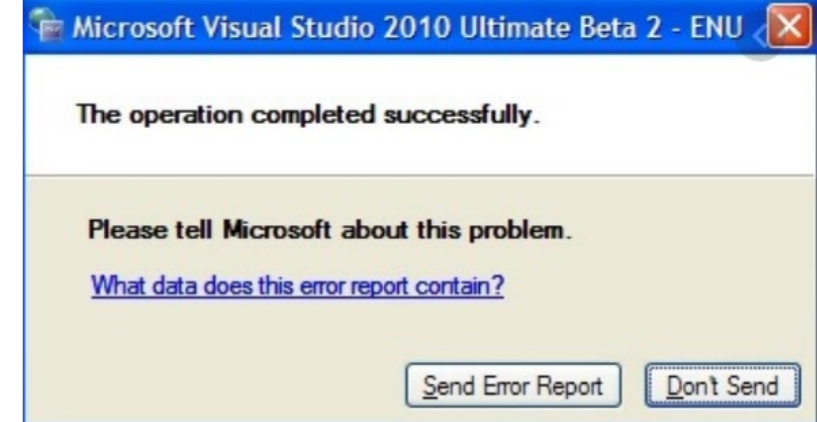 Microsoft Visual Studio 2010 Ultimate Beta 2 - ENU
The operation completed successfully.
Please tell Microsoft about this problem.
What data does this error report contain?
Send Error Report Don't Send